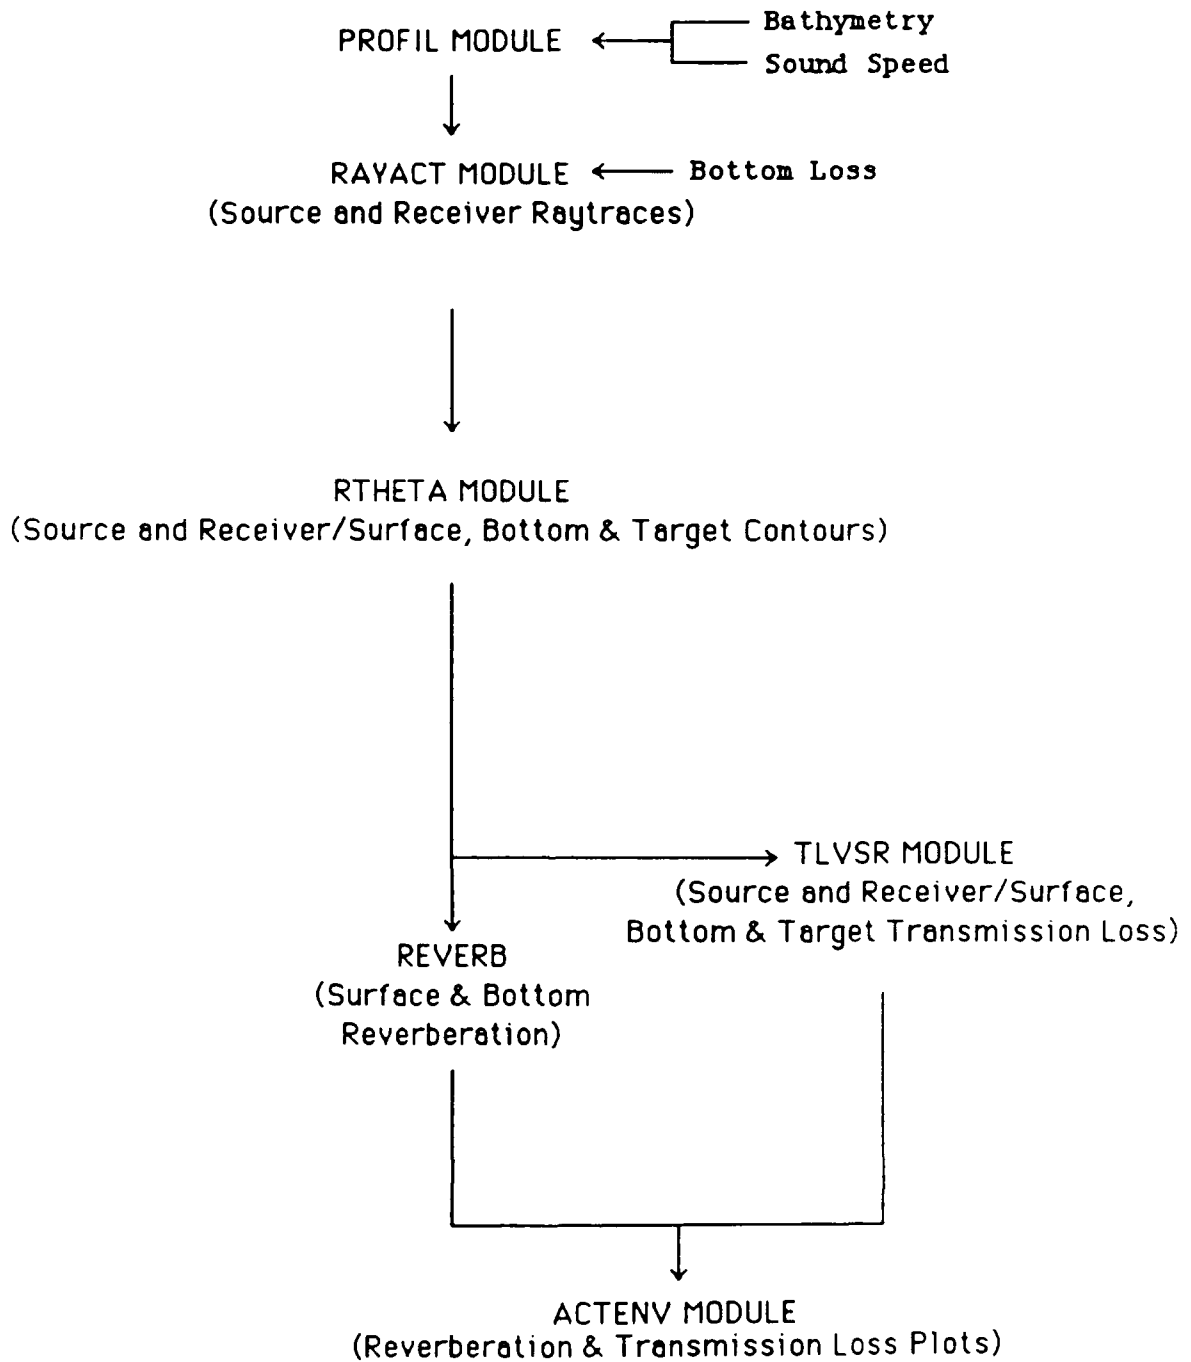 PROFIL MODULE
Bathymetry
Sound Speed
RAYACT MODULE
Bottom Loss
(Source and Receiver Raytraces)
RTHETA MODULE
(Source and Receiver/Surface, Bottom & Target Contours)
TLVSR MODULE
(Source and Receiver/Surface,
Bottom & Target Transmission Loss)
REVERB
(Surface & Bottom
Reverberation)
ACTENV MODULE
(Reverberation & Transmission Loss Plots)